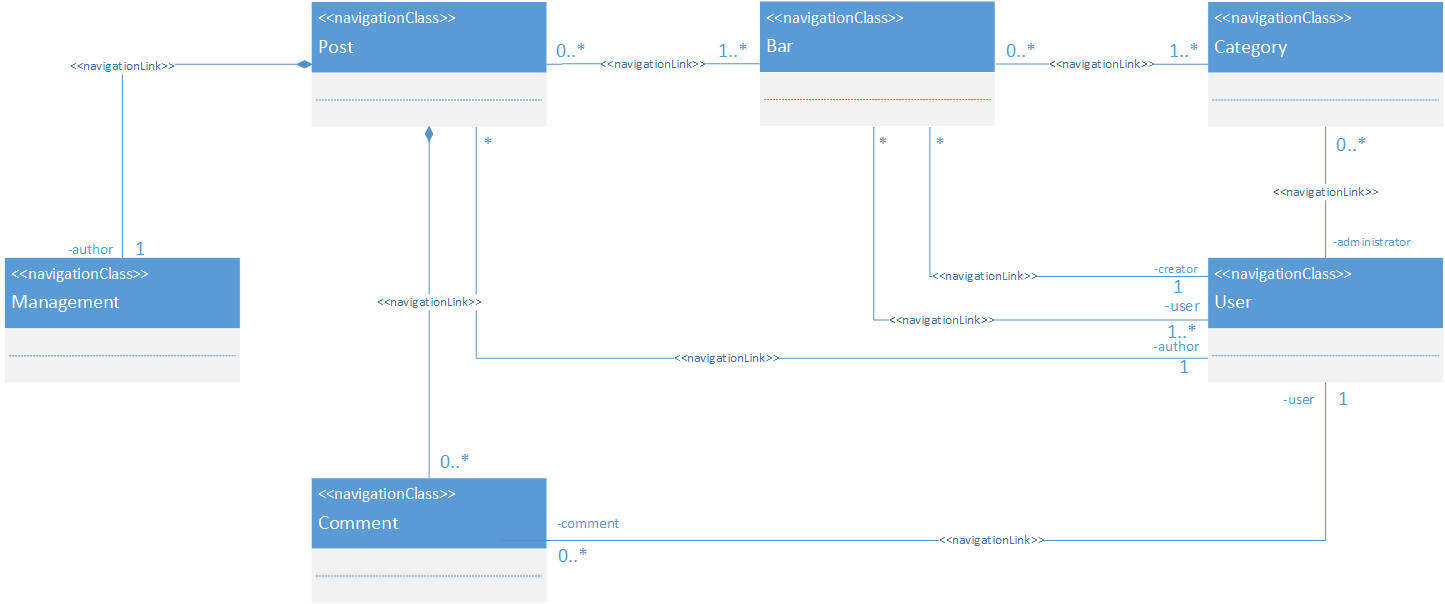 <<navigationClass>>
Post
<<navigationClass>>
Bar
<<navigationClass>>
Category
<<navigationLink>>
0..*
1..*
<<navigationLink>>
0..*
1..*
<<navigationLink>>
*
*
*
0..*
<<navigationLink>>
-administrator
-author
1
<<navigationClass>>
Management
<<navigationClass>>
User
-creator
<<navigationLink>>
1
<<navigationLink>>
-user
<<navigationLink>>
1..*
-author
<<navigationLink>>
1
-user
1
0..*
<<navigationClass>>
Comment
-comment
<<navigationLink>>
0..*